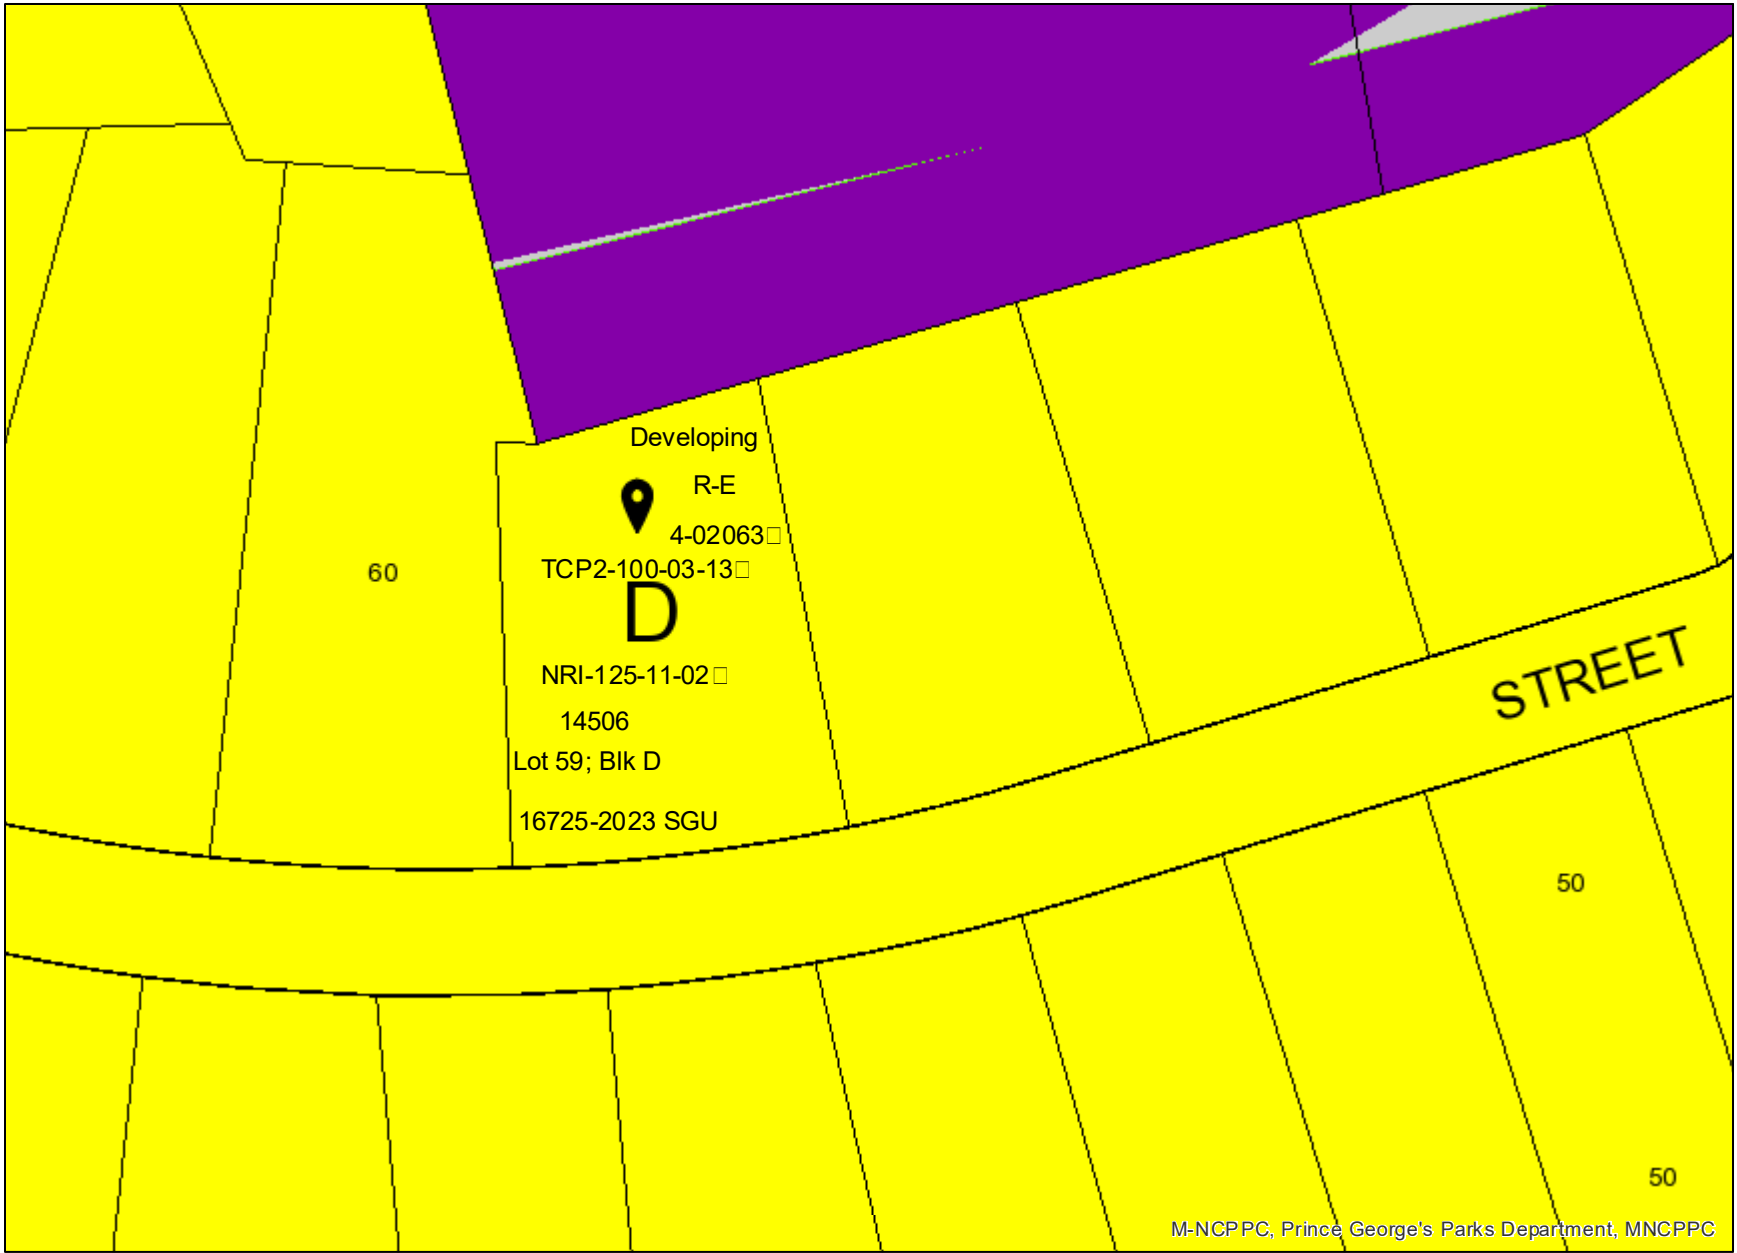 Developing
R-E
4-02063
TCP2-100-03-13
60
D
NRI-125-11-02
STREET
14506
Lot 59; Blk D
16725-2023 SGU
50
50
M-NCPPC, Prince George's Parks Department, MNCPPC